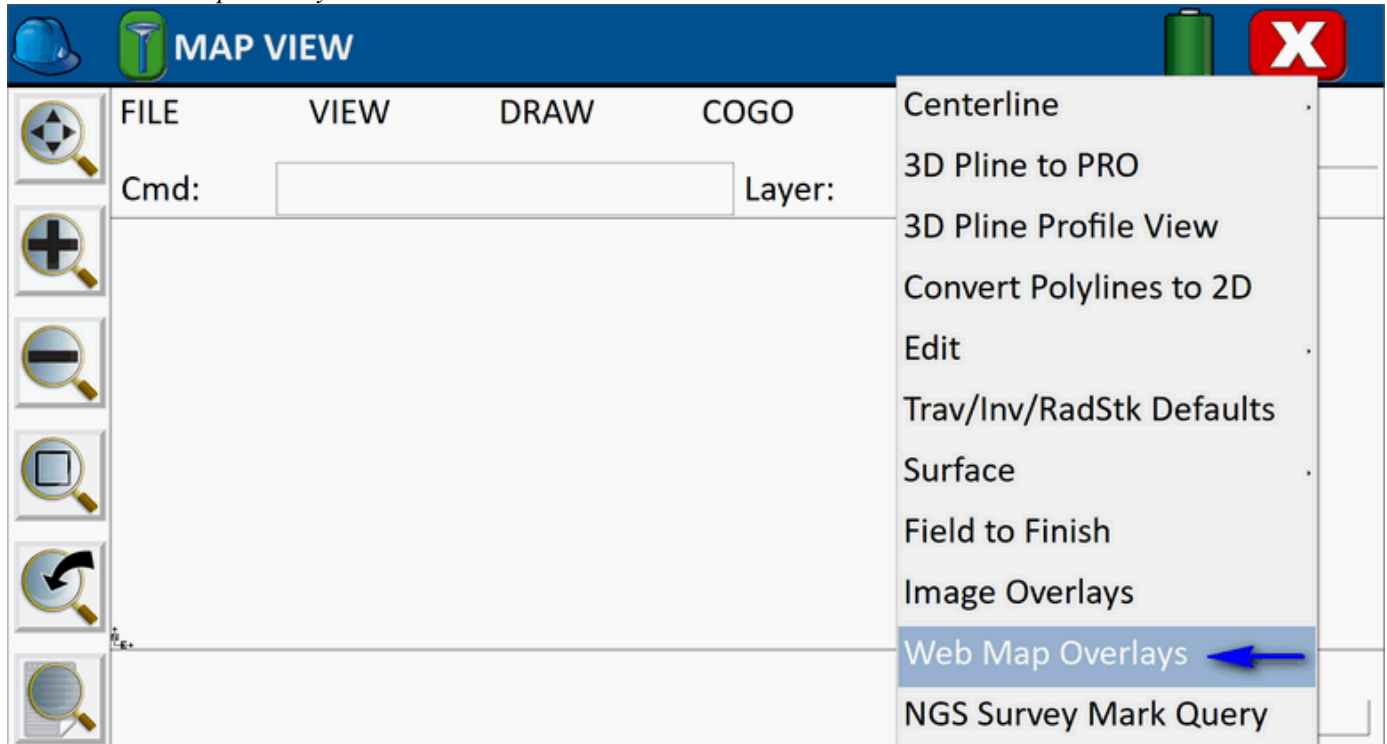 MAP VIEW
FILE VIEW DRAW COGO
Cmd: Layer:
Centerline
3D Pline to PRO
3D Pline Profile View
Convert Polylines to 2D
Edit
Trav/Inv/RadStk Defaults
Surface
Field to Finish
Image Overlays
Web Map Overlays
NGS Survey Mark Query